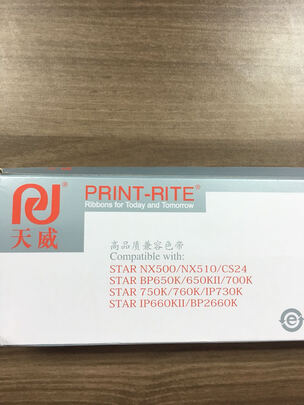 PRINT-RITE®
Ribbons for Today and Tomorrow
天威®
高品质兼容色带
Compatible with:
STAR NX500/NX510/CS24
STAR BP650K/650KII/700K
STAR 750K/760K/IP730K
STAR IP660KII/BP2660K